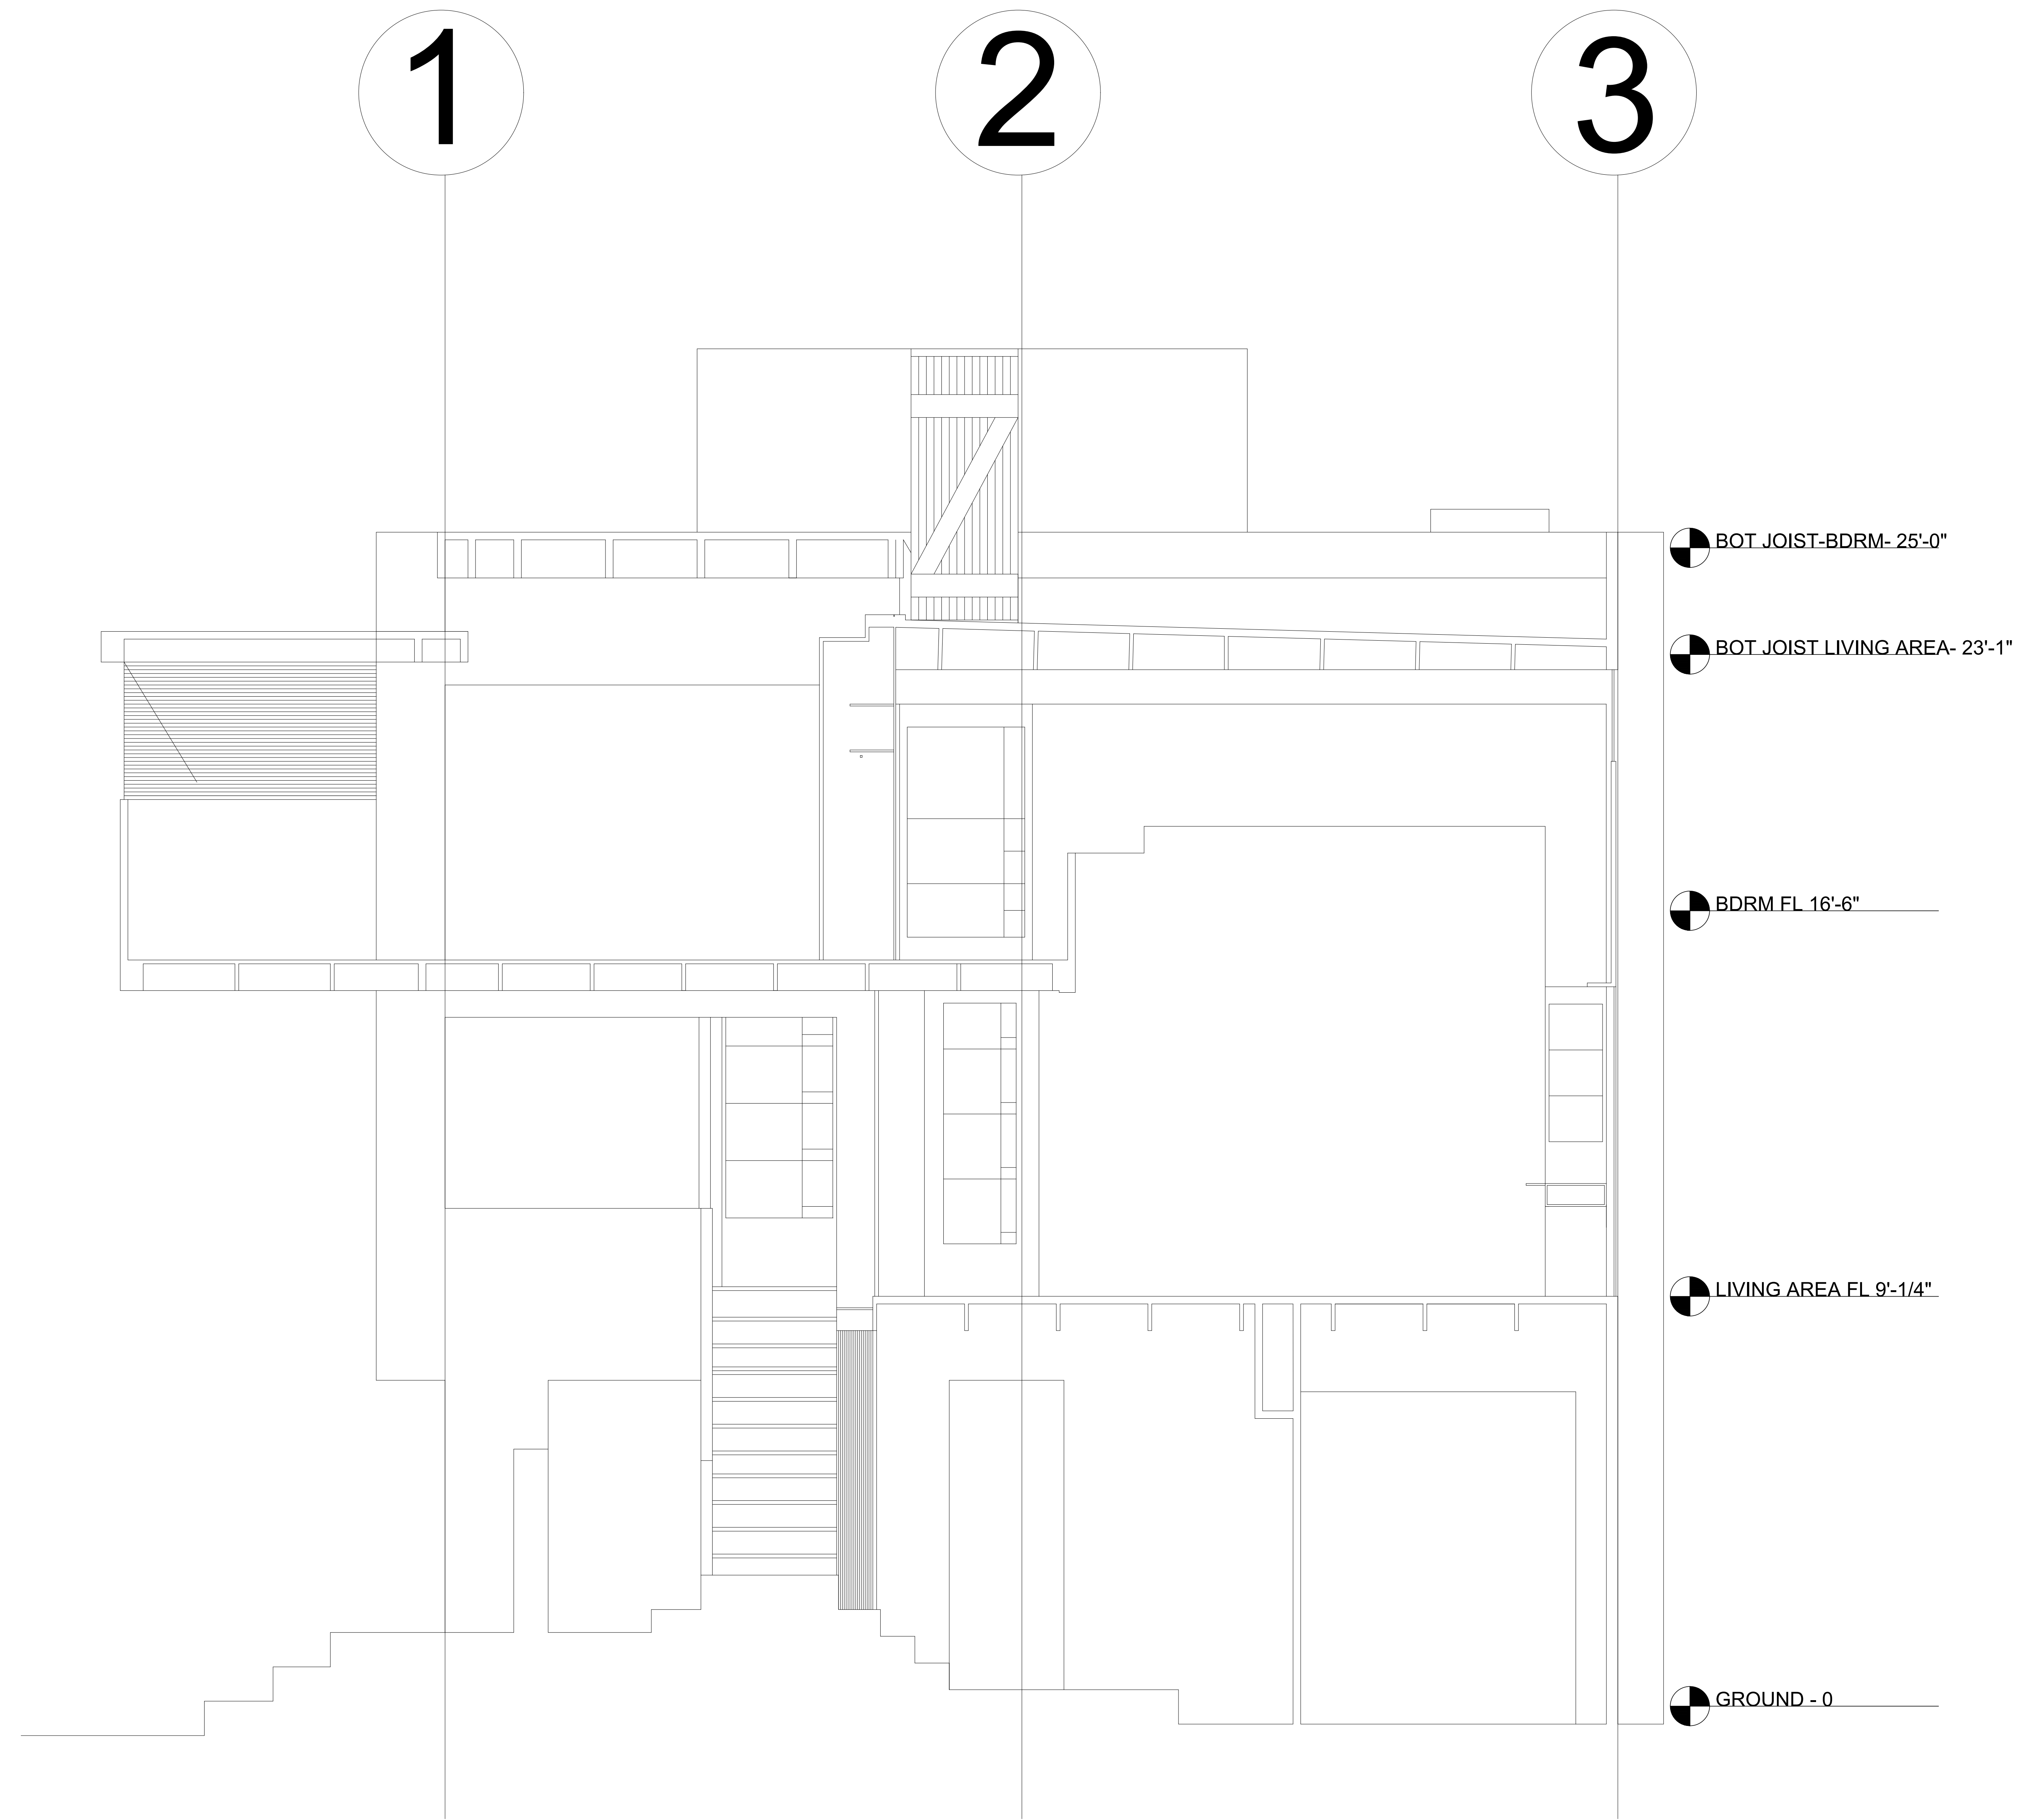 1 2 3
BOT JOIST-BDRM- 25'-0"
BOT JOIST LIVING AREA- 23'-1"
BDRM FL 16'-6"
LIVING AREA FL 9'-1/4"
GROUND - 0